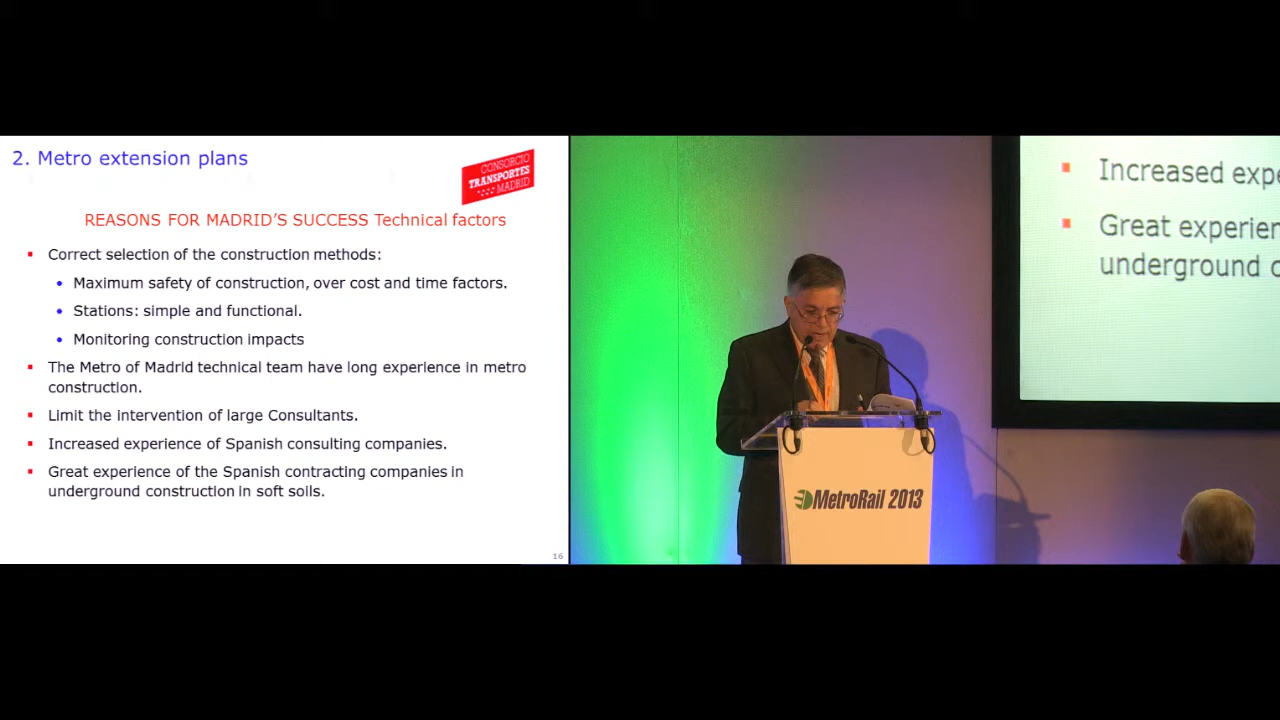 2. Metro extension plans
CONSORCIO
TRANSPORTES
MADRID
REASONS FOR MADRID'S SUCCESS Technical factors
Correct selection of the construction methods:
Maximum safety of construction, over cost and time factors.
Stations: simple and functional.
Monitoring construction impacts
The Metro of Madrid technical team have long experience in metro
construction.
Limit the intervention of large Consultants.
Increased experience of Spanish consulting companies.
Great experience of the Spanish contracting companies in
underground construction in soft soils.
16
Increased expe
Great experien
underground c
MetroRail 2013